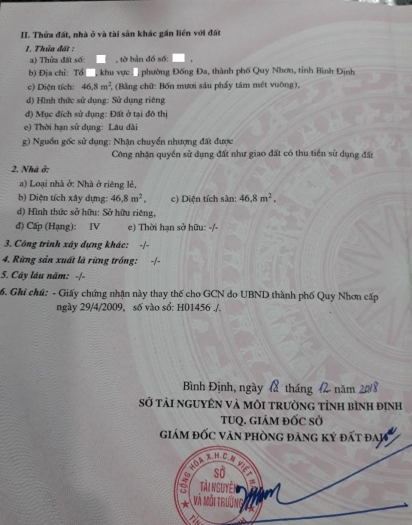 II. Thửa đất, nhà ở và tài sản khác gắn liền với đất
1. Thửa đất :
a) Thửa đất số: , tờ bản đồ số: ,
b) Địa chỉ: Tổ , khu vực , phường Đống Đa, thành phố Quy Nhơn, tỉnh Bình Định
c) Diện tích: 46,8 m², (Bằng chữ: Bốn mươi sáu phẩy tám mét vuông),
d) Hình thức sử dụng: Sử dụng riêng
đ) Mục đích sử dụng: Đất ở tại đô thị
e) Thời hạn sử dụng: Lâu dài
g) Nguồn gốc sử dụng: Nhận chuyển nhượng đất được
Công nhận quyền sử dụng đất như giao đất có thu tiền sử dụng đất
2. Nhà ở:
a) Loại nhà ở: Nhà ở riêng lẻ,
b) Diện tích xây dựng: 46,8 m² , c) Diện tích sàn: 46,8 m² ,
d) Hình thức sở hữu: Sở hữu riêng,
đ) Cấp (Hạng): IV e) Thời hạn sở hữu: -/-
3. Công trình xây dựng khác: -/-
4. Rừng sản xuất là rừng trồng: -/-
5. Cây lâu năm: -/-
6. Ghi chú: - Giấy chứng nhận này thay thế cho GCN do UBND thành phố Quy Nhơn cấp
ngày 29/4/2009, số vào sổ: H01456 ./.
Bình Định, ngày 18 tháng 12 năm 2018
SỞ TÀI NGUYÊN VÀ MÔI TRƯỜNG TỈNH BÌNH ĐỊNH
TUQ. GIÁM ĐỐC SỞ
GIÁM ĐỐC VĂN PHÒNG ĐĂNG KÝ ĐẤT ĐAI
CỘNG HÒA X.H.C.N VIỆT
SỞ
TÀI NGUYÊN
VÀ MÔI TRƯỜNG